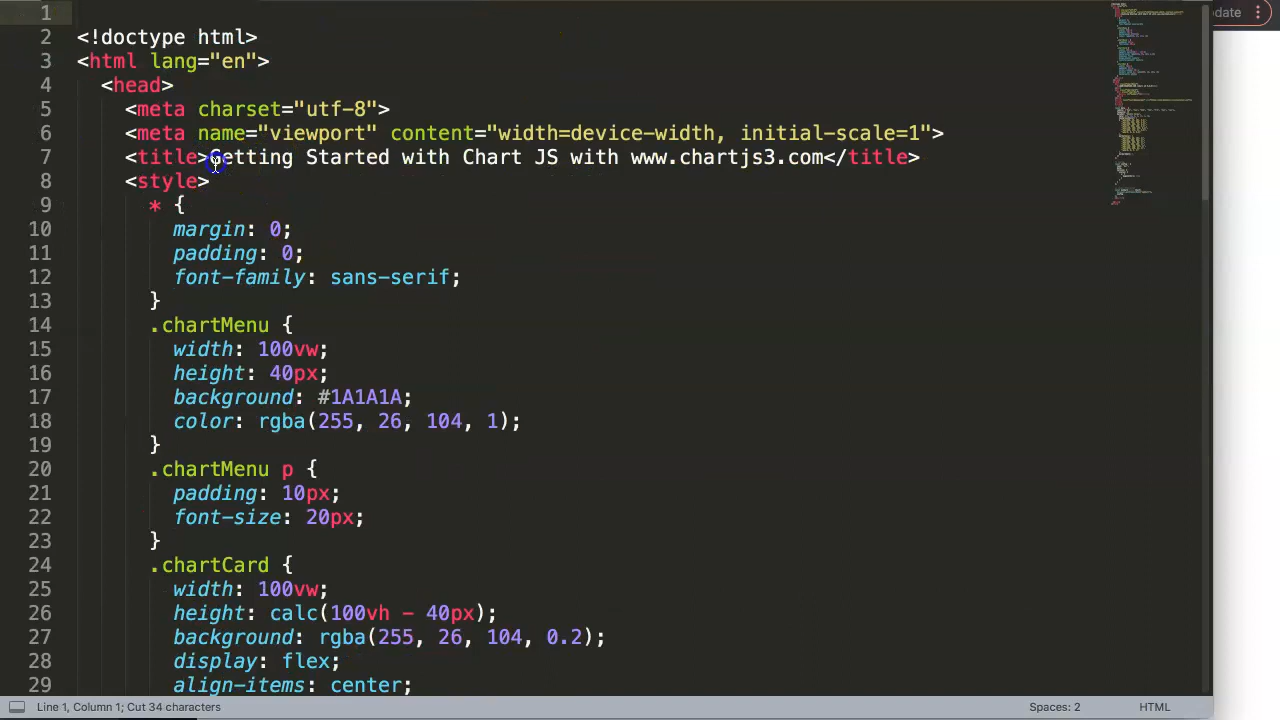 date
1
2 <!doctype html>
3 <html lang="en">
4 <head>
5 <meta charset="utf-8">
6 <meta name="viewport" content="width=device-width, initial-scale=1">
7 <title>Getting Started with Chart JS with www.chartjs3.com</title>
8 <style>
9 * {
10 margin: 0;
11 padding: 0;
12 font-family: sans-serif;
13 }
14 .chartMenu {
15 width: 100vw;
16 height: 40px;
17 background: #1A1A1A;
18 color: rgba(255, 26, 104, 1);
19 }
20 .chartMenu p {
21 padding: 10px;
22 font-size: 20px;
23 }
24 .chartCard {
25 width: 100vw;
26 height: calc(100vh - 40px);
27 background: rgba(255, 26, 104, 0.2);
28 display: flex;
29 align-items: center;
Line 1, Column 1; Cut 34 characters
Spaces: 2
HTML